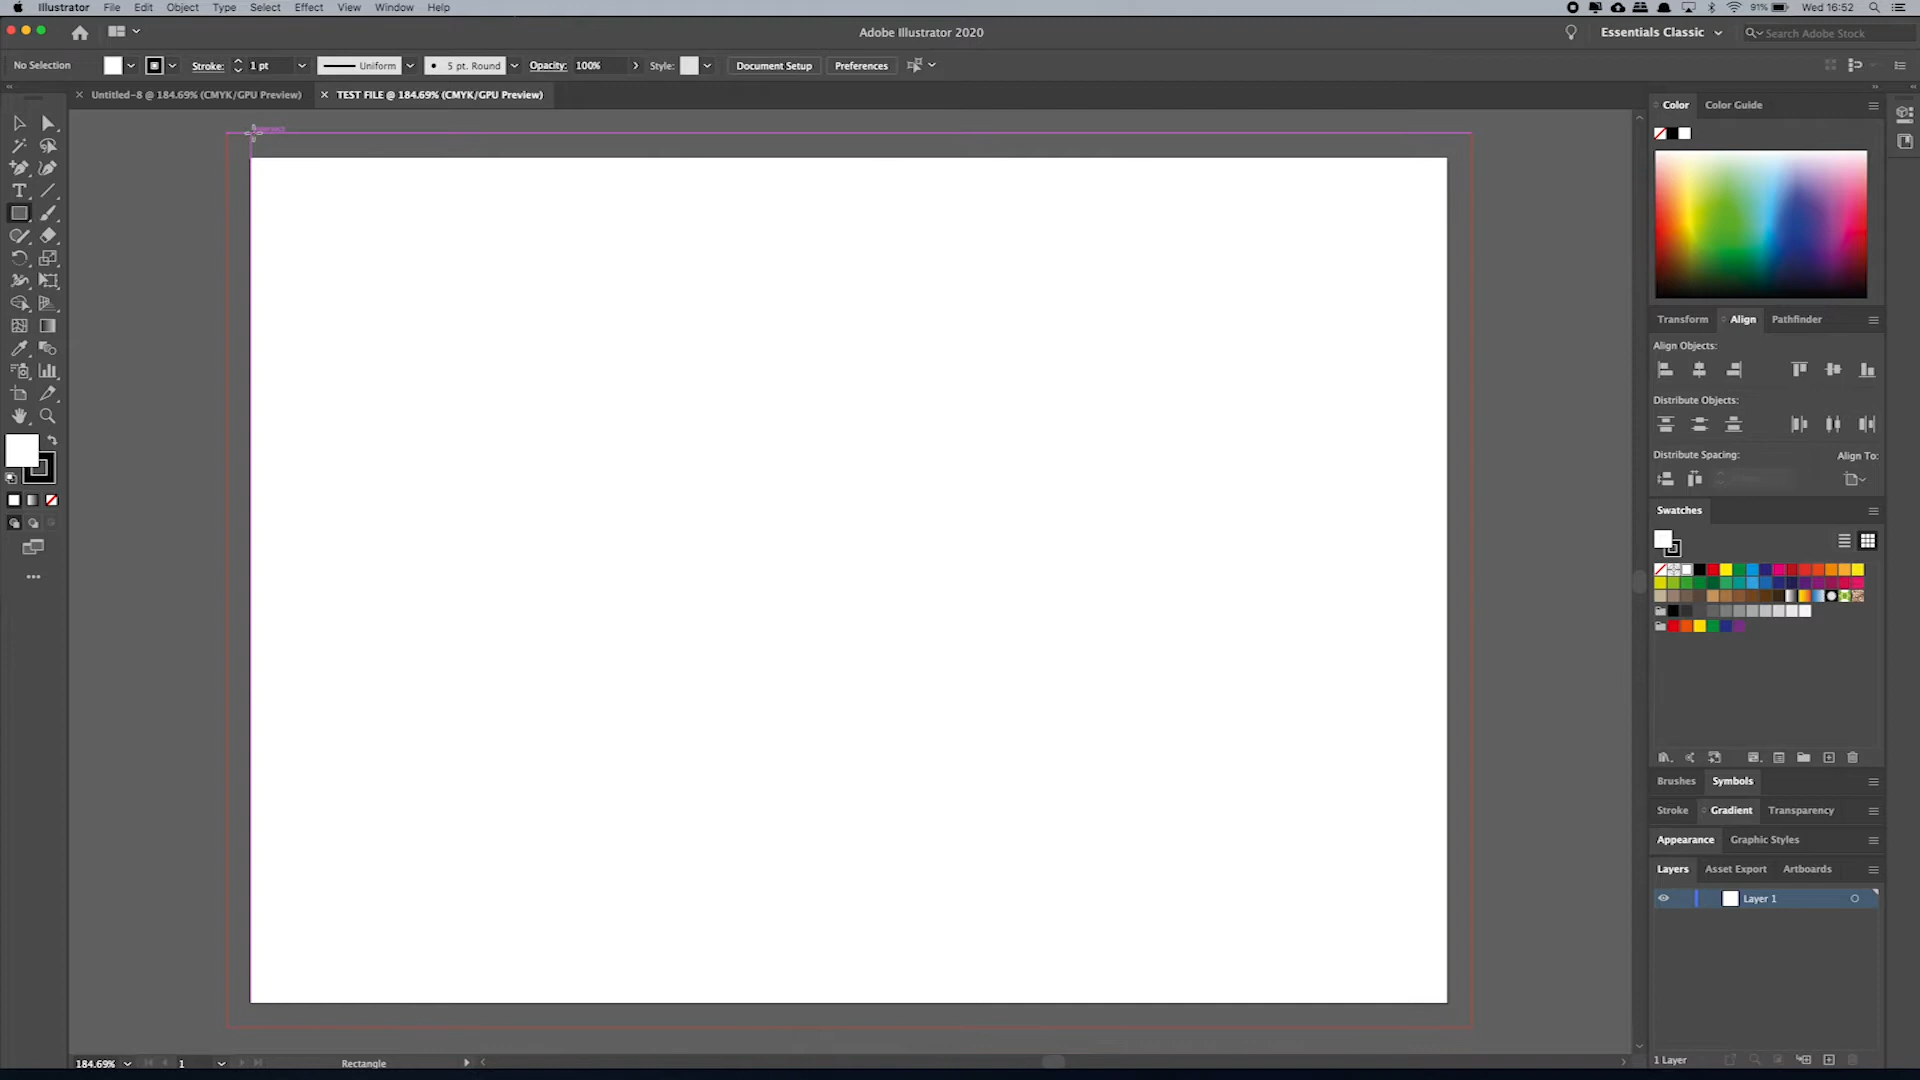 Illustrator File Edit Object Type Select Effect View Window Help
91% Wed 16:52
Adobe Illustrator 2020
Essentials Classic
Search Adobe Stock
No Selection Stroke: 1 pt Uniform 5 pt. Round Opacity: 100% Style: Document Setup Preferences
Untitled-8 @ 184.69% (CMYK/GPU Preview) TEST FILE @ 184.69% (CMYK/GPU Preview)
Color Color Guide
Transform Align Pathfinder
Align Objects:
Distribute Objects:
Distribute Spacing: Align To:
Swatches
Brushes Symbols
Stroke Gradient Transparency
Appearance Graphic Styles
Layers Asset Export Artboards
Layer 1
1 Layer
184.69% 1 Rectangle